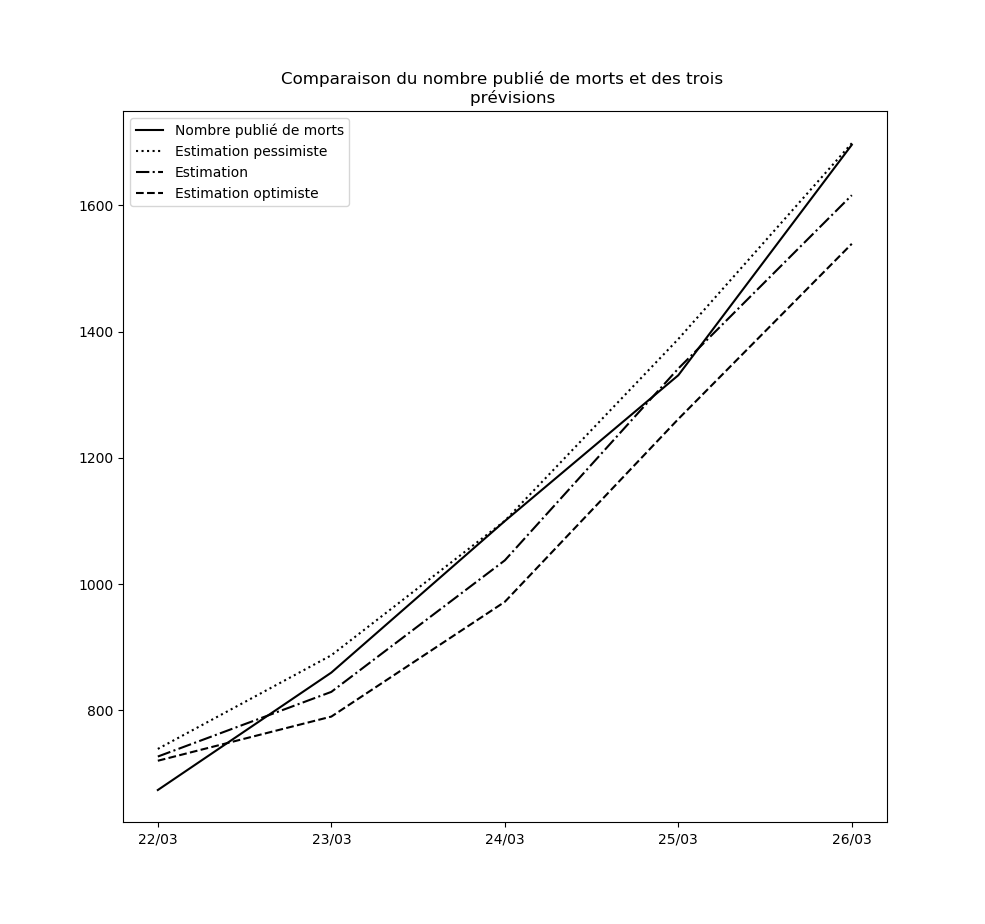 Comparaison du nombre publié de morts et des trois
prévisions
Nombre publié de morts
Estimation pessimiste
Estimation
Estimation optimiste
1600
1400
1200
1000
800
22/03
23/03
24/03
25/03
26/03